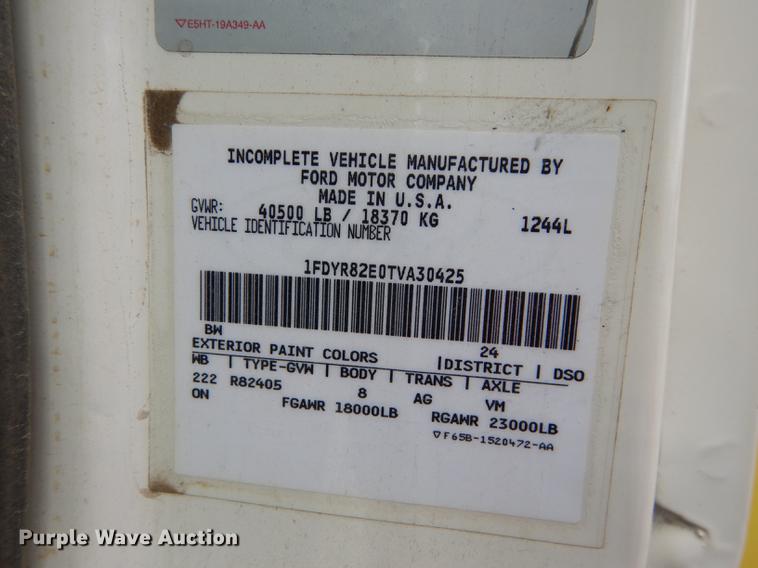 ▽E5HT-19A349-AA
INCOMPLETE VEHICLE MANUFACTURED BY
FORD MOTOR COMPANY
MADE IN U.S.A.
GVWR: 40500 LB / 18370 KG 1244L
VEHICLE IDENTIFICATION NUMBER
1FDYR82E0TVA30425
BW 24
EXTERIOR PAINT COLORS |DISTRICT | DSO
WB | TYPE-GVW | BODY | TRANS | AXLE
222 R82405 8 AG VM
ON FGAWR 18000LB RGAWR 23000LB
▽F65B-1520472-AA
Purple Wave Auction